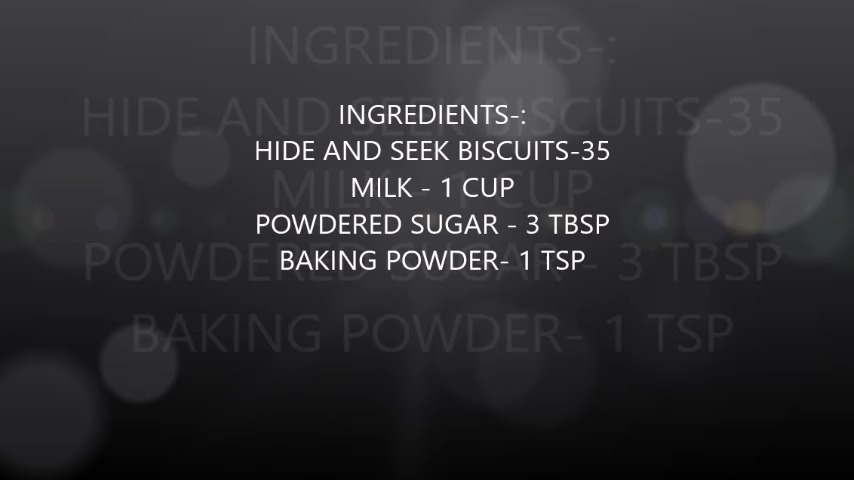 INGREDIENTS-:
HIDE AND SEEK BISCUITS-35
MILK - 1 CUP
POWDERED SUGAR - 3 TBSP
BAKING POWDER- 1 TSP